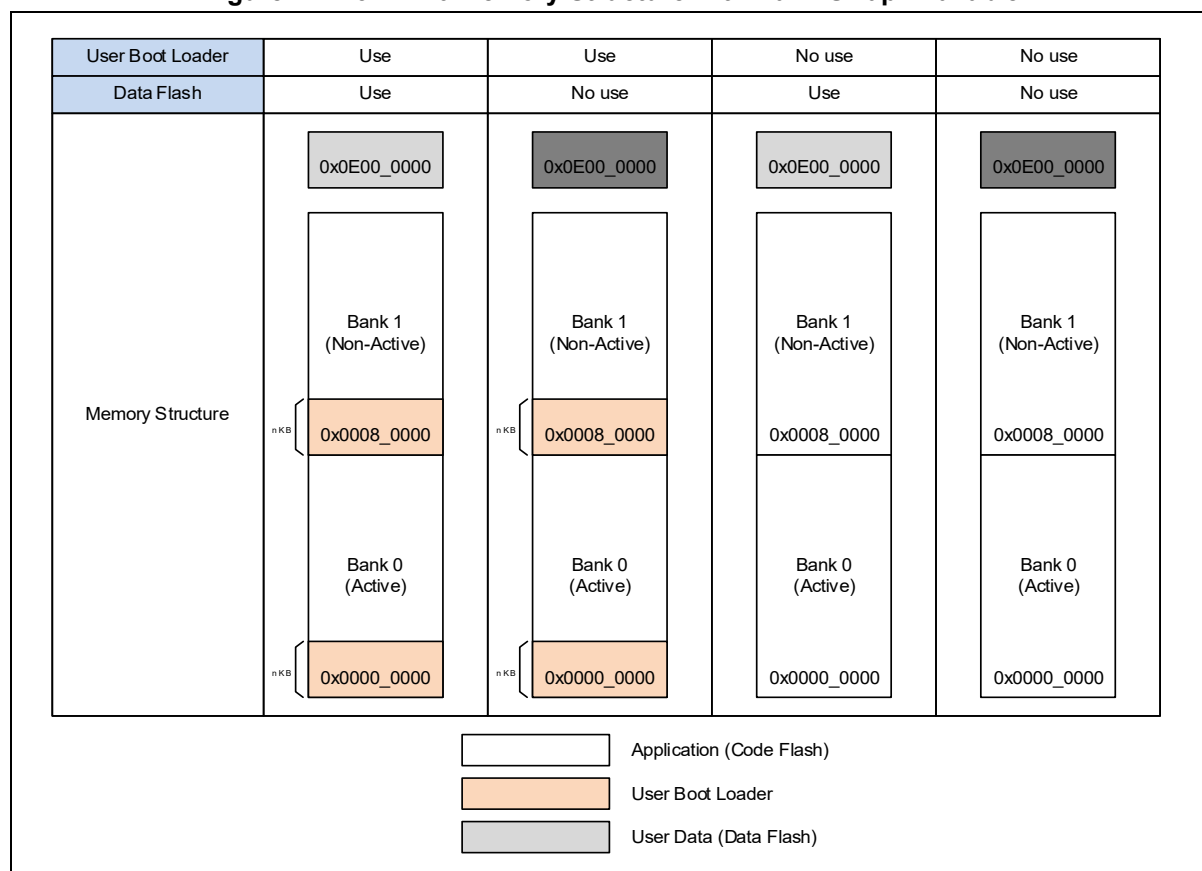 User Boot Loader Use Use No use No use
Data Flash Use No use Use No use
0x0E00_0000 0x0E00_0000 0x0E00_0000 0x0E00_0000
Bank 1 Bank 1 Bank 1 Bank 1
(Non-Active) (Non-Active) (Non-Active) (Non-Active)
Memory Structure
n KB 0x0008_0000 n KB 0x0008_0000 0x0008_0000 0x0008_0000
Bank 0 Bank 0 Bank 0 Bank 0
(Active) (Active) (Active) (Active)
n KB 0x0000_0000 n KB 0x0000_0000 0x0000_0000 0x0000_0000
Application (Code Flash)
User Boot Loader
User Data (Data Flash)